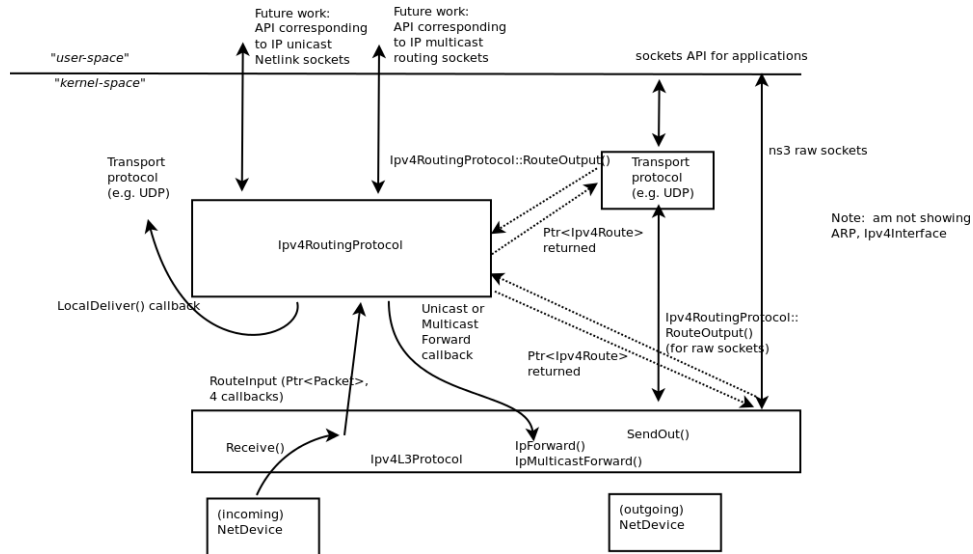 Future work:
API corresponding
to IP unicast
Netlink sockets
Future work:
API corresponding
to IP multicast
routing sockets
"user-space"
sockets API for applications
"kernel-space"
Transport
protocol
(e.g. UDP)
Ipv4RoutingProtocol::RouteOutput()
Transport
protocol
(e.g. UDP)
ns3 raw sockets
Note:  am not showing
ARP, Ipv4Interface
Ipv4RoutingProtocol
Ptr<Ipv4Route>
returned
LocalDeliver() callback
Unicast or
Multicast
Forward
callback
Ipv4RoutingProtocol::
RouteOutput()
(for raw sockets)
Ptr<Ipv4Route>
returned
RouteInput (Ptr<Packet>,
4 callbacks)
Receive()
Ipv4L3Protocol
IpForward()
IpMulticastForward()
SendOut()
(incoming)
NetDevice
(outgoing)
NetDevice